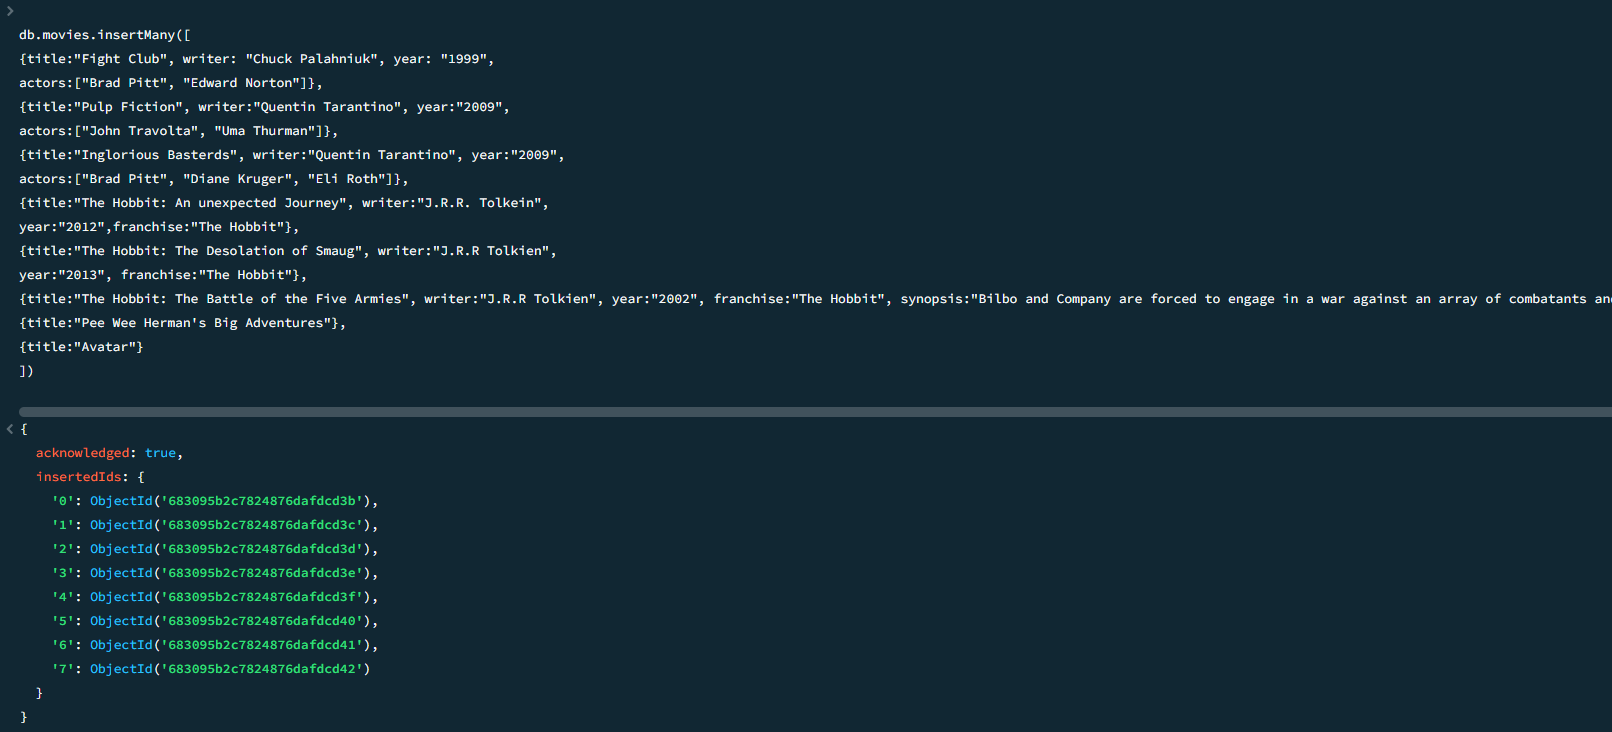 >
db.movies.insertMany([
{title:"Fight Club", writer: "Chuck Palahniuk", year: "1999",
actors:["Brad Pitt", "Edward Norton"]},
{title:"Pulp Fiction", writer:"Quentin Tarantino", year:"2009",
actors:["John Travolta", "Uma Thurman"]},
{title:"Inglorious Basterds", writer:"Quentin Tarantino", year:"2009",
actors:["Brad Pitt", "Diane Kruger", "Eli Roth"]},
{title:"The Hobbit: An unexpected Journey", writer:"J.R.R. Tolkein",
year:"2012",franchise:"The Hobbit"},
{title:"The Hobbit: The Desolation of Smaug", writer:"J.R.R Tolkien",
year:"2013", franchise:"The Hobbit"},
{title:"The Hobbit: The Battle of the Five Armies", writer:"J.R.R Tolkien", year:"2002", franchise:"The Hobbit", synopsis:"Bilbo and Company are forced to engage in a war against an array of combatants an
{title:"Pee Wee Herman's Big Adventures"},
{title:"Avatar"}
])
< {
acknowledged: true,
insertedIds: {
'0': ObjectId('683095b2c7824876dafdcd3b'),
'1': ObjectId('683095b2c7824876dafdcd3c'),
'2': ObjectId('683095b2c7824876dafdcd3d'),
'3': ObjectId('683095b2c7824876dafdcd3e'),
'4': ObjectId('683095b2c7824876dafdcd3f'),
'5': ObjectId('683095b2c7824876dafdcd40'),
'6': ObjectId('683095b2c7824876dafdcd41'),
'7': ObjectId('683095b2c7824876dafdcd42')
}
}